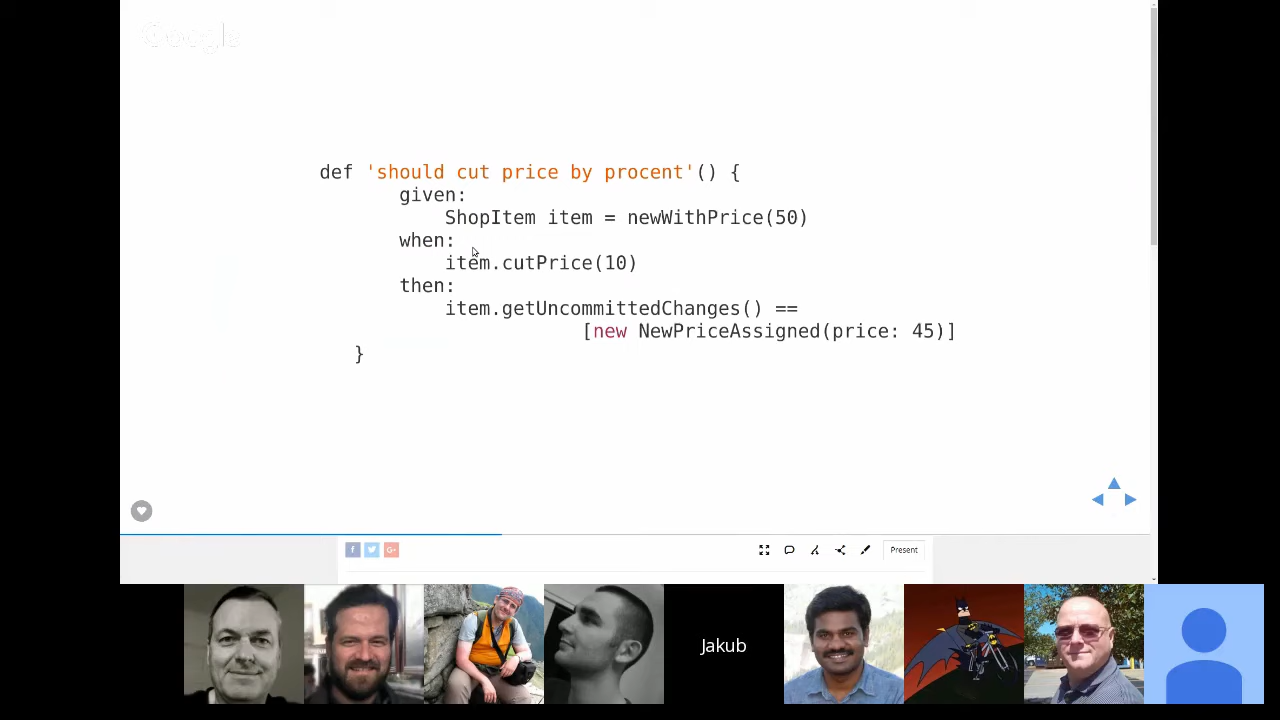 Google
def 'should cut price by procent'() {
given:
ShopItem item = newWithPrice(50)
when:
item.cutPrice(10)
then:
item.getUncommittedChanges() ==
[new NewPriceAssigned(price: 45)]
}
f
G+
Present
Jakub